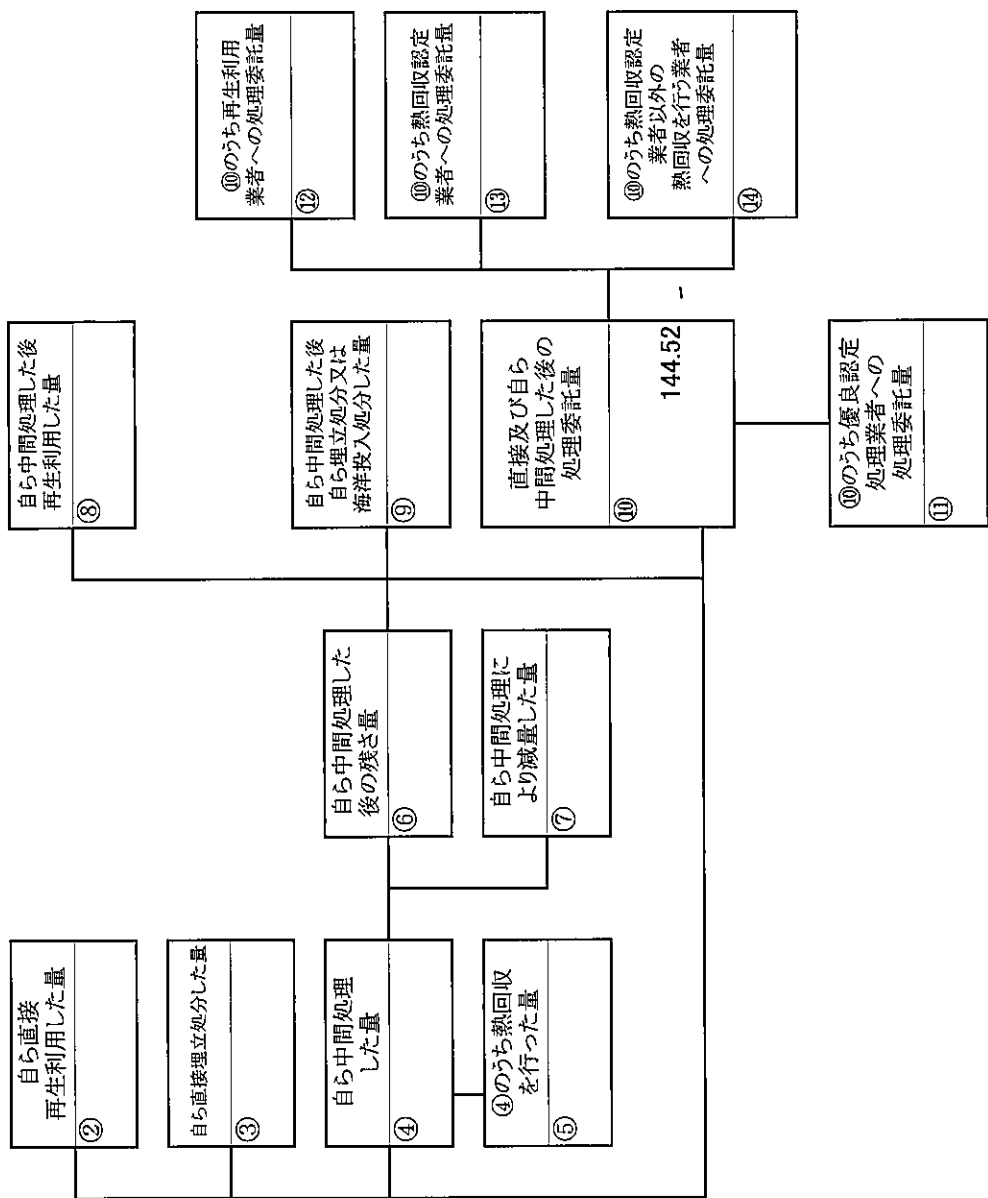 自ら直接
再生利用した量
②
自ら直接埋立処分した量
③
自ら中間処理
した量
④
④のうち熱回収
を行った量
⑤
自ら中間処理した
後の残さ量
⑥
自ら中間処理に
より減量した量
⑦
自ら中間処理した後
再生利用した量
⑧
自ら中間処理した後
自ら埋立処分又は
海洋投入処分した量
⑨
直接及び自ら
中間処理した後の
処理委託量
⑩
144.52
⑩のうち優良認定
処理業者への
処理委託量
⑪
⑩のうち再生利用
業者への処理委託量
⑫
⑩のうち熱回収認定
業者への処理委託量
⑬
⑩のうち熱回収認定
業者以外の
熱回収を行う業者
への処理委託量
⑭